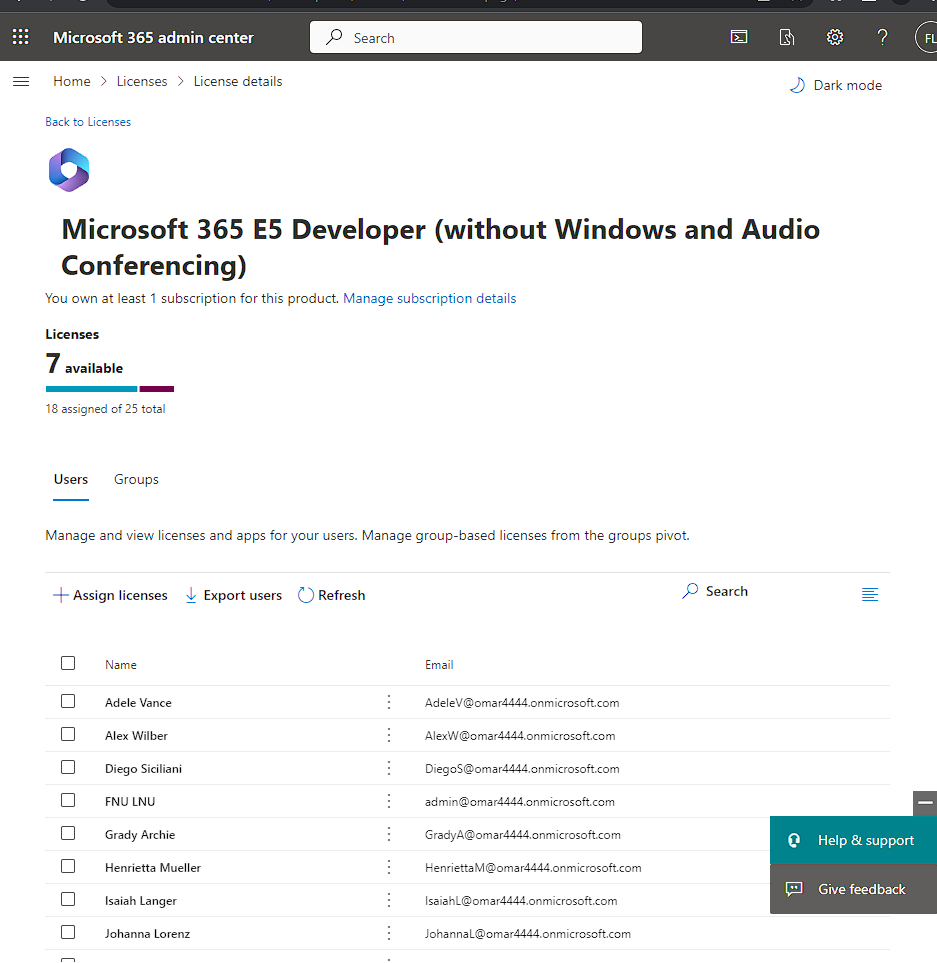 Microsoft 365 admin center
Search
?
FL
Home > Licenses > License details
Dark mode
Back to Licenses
Microsoft 365 E5 Developer (without Windows and Audio
Conferencing)
You own at least 1 subscription for this product. Manage subscription details
Licenses
7 available
18 assigned of 25 total
Users Groups
Manage and view licenses and apps for your users. Manage group-based licenses from the groups pivot.
Assign licenses Export users Refresh Search
Name Email
Adele Vance AdeleV@omar4444.onmicrosoft.com
Alex Wilber AlexW@omar4444.onmicrosoft.com
Diego Siciliani DiegoS@omar4444.onmicrosoft.com
FNU LNU admin@omar4444.onmicrosoft.com
Grady Archie GradyA@omar4444.onmicrosoft.com
Henrietta Mueller HenriettaM@omar4444.onmicrosoft.com
Isaiah Langer IsaiahL@omar4444.onmicrosoft.com
Johanna Lorenz JohannaL@omar4444.onmicrosoft.com
Help & support
Give feedback